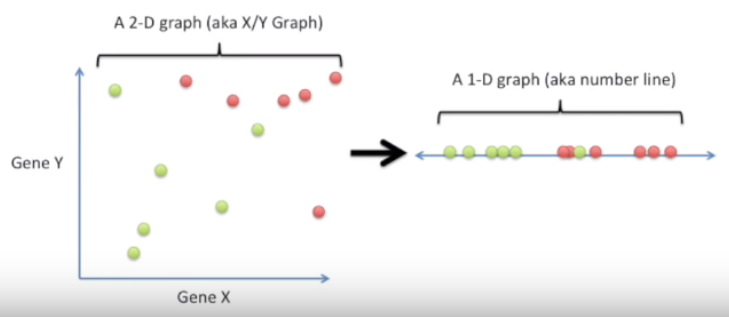 A 2-D graph (aka X/Y Graph)
A 1-D graph (aka number line)
Gene Y
Gene X